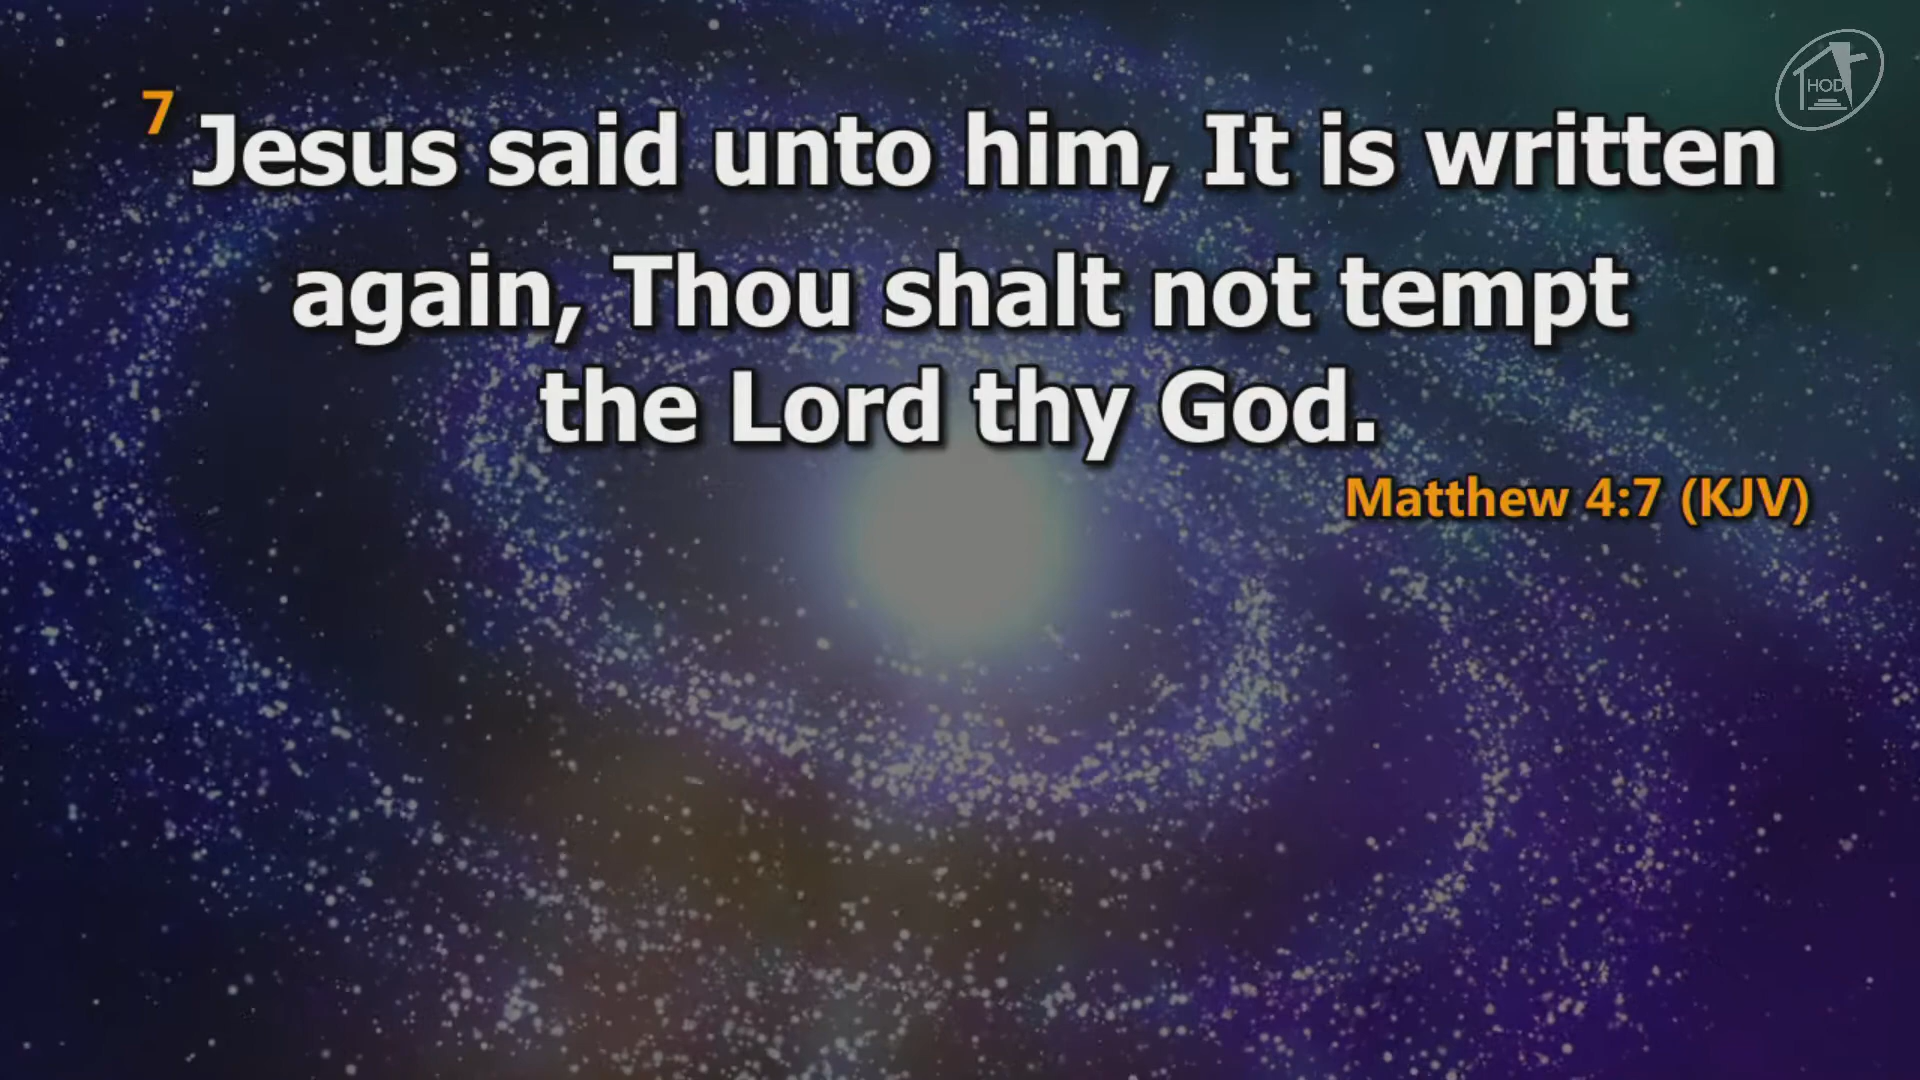 HOD
7 Jesus said unto him, It is written
again, Thou shalt not tempt
the Lord thy God.
Matthew 4:7 (KJV)